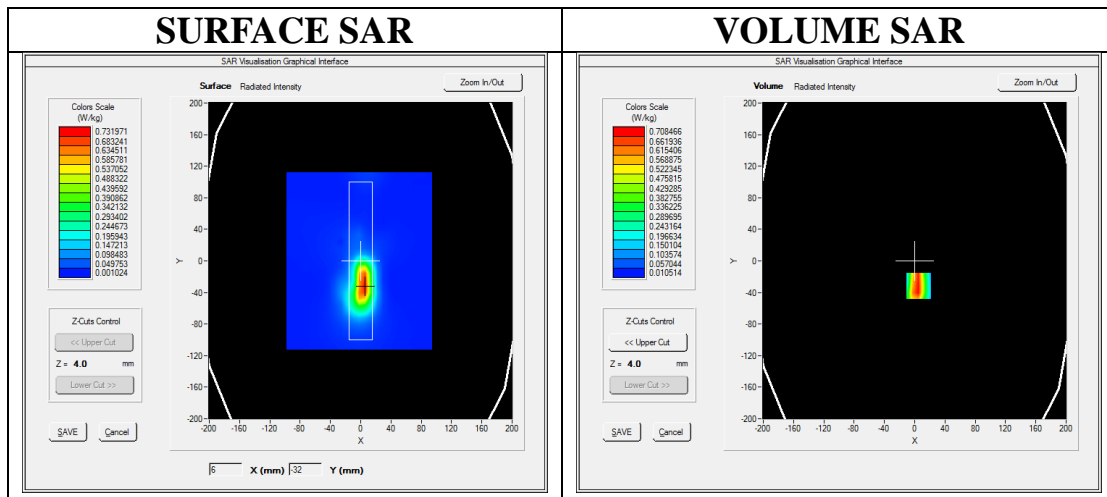 SURFACE SAR
SAR Visualisation Graphical Interface
Surface Radiated Intensity
Zoom In/Out
Colors Scale
(W/kg)
0.731971
0.683241
0.634511
0.585781
0.537052
0.488322
0.439592
0.390862
0.342132
0.293402
0.244673
0.195943
0.147213
0.098483
0.049753
0.001024
Z-Cuts Control
<< Upper Cut
Z = 4.0 mm
Lower Cut >>
SAVE Cancel
200
160
120
80
40
0
-40
-80
-120
-160
-200
Y
-200 -160 -120 -80 -40 0 40 80 120 160 200
X
6 X (mm) -32 Y (mm)
VOLUME SAR
SAR Visualisation Graphical Interface
Volume Radiated Intensity
Zoom In/Out
Colors Scale
(W/kg)
0.708466
0.661936
0.615406
0.568875
0.522345
0.475815
0.429285
0.382755
0.336225
0.289695
0.243164
0.196634
0.150104
0.103574
0.057044
0.010514
Z-Cuts Control
<< Upper Cut
Z = 4.0 mm
Lower Cut >>
SAVE Cancel
200
160
120
80
40
0
-40
-80
-120
-160
-200
Y
-200 -160 -120 -80 -40 0 40 80 120 160 200
X